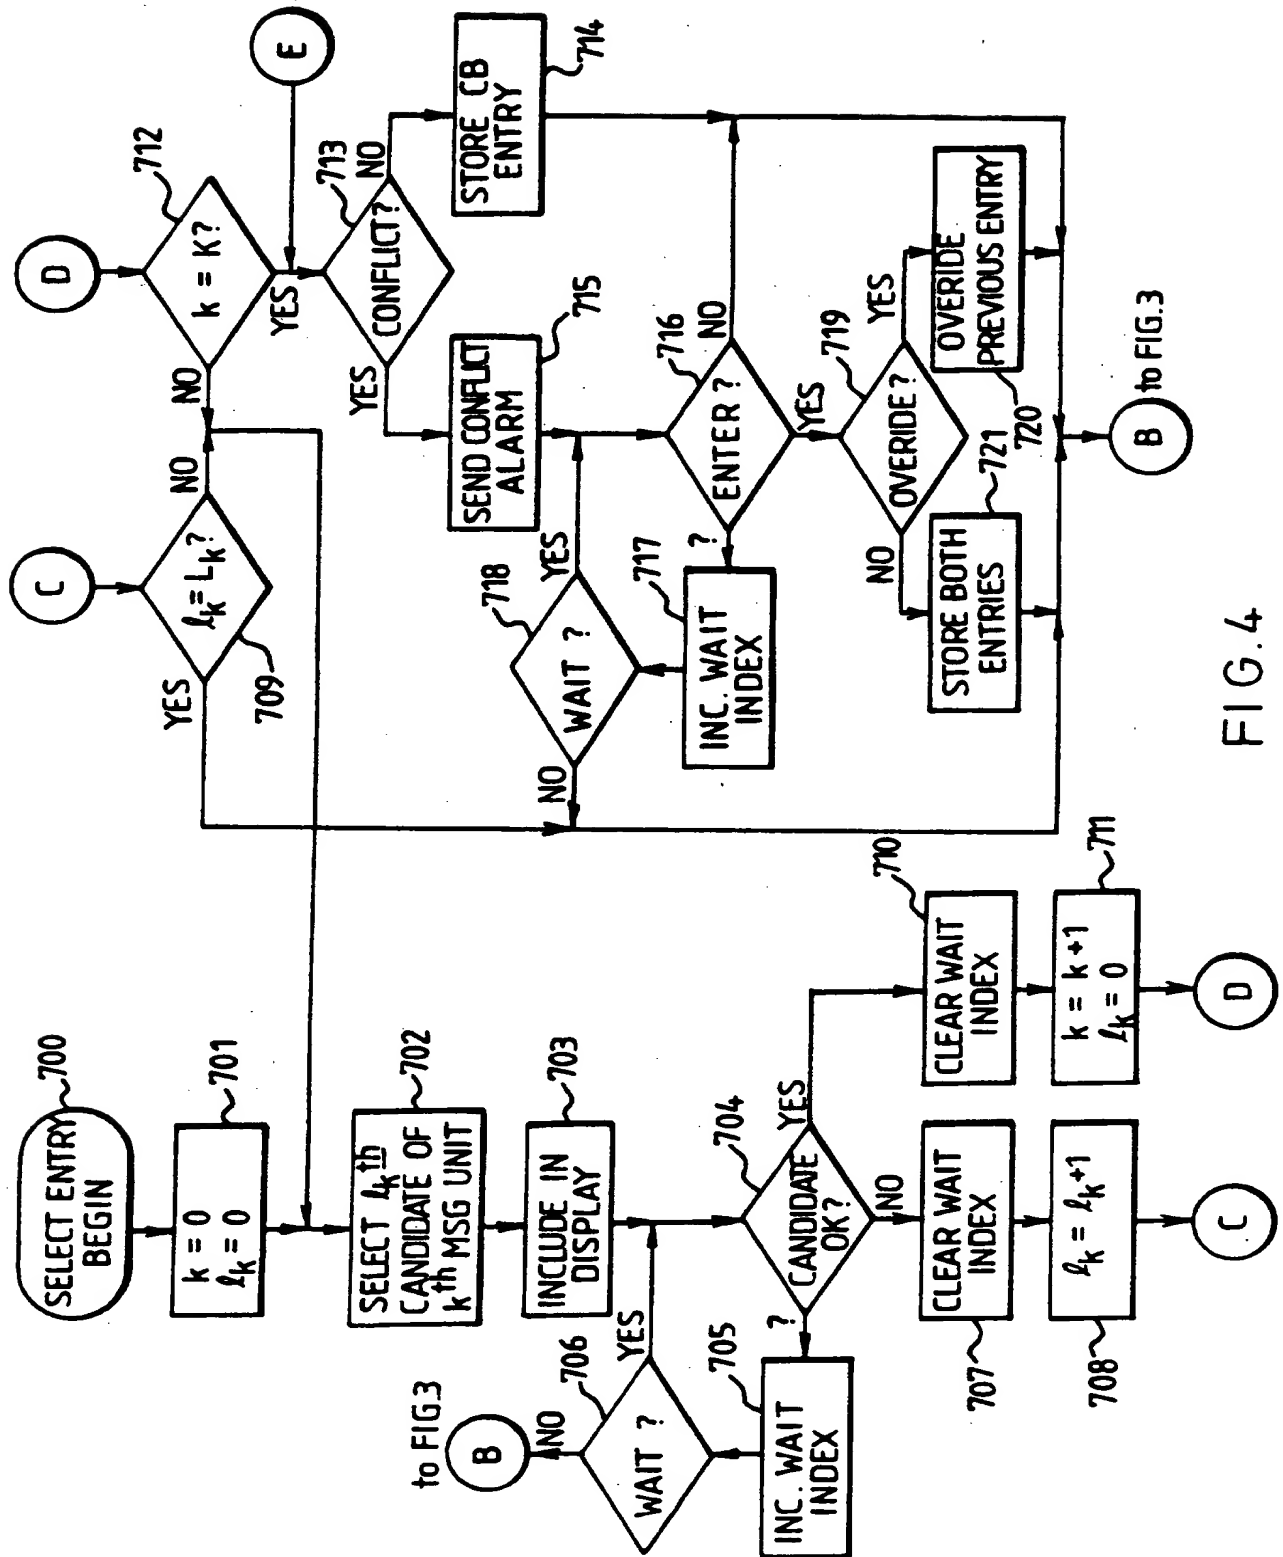 SELECT ENTRY
BEGIN
700
k = 0
ℓk = 0
701
SELECT ℓk th
CANDIDATE OF
k th MSG UNIT
702
INCLUDE IN
DISPLAY
703
CANDIDATE
OK?
704
YES
NO
?
INC. WAIT
INDEX
705
WAIT ?
706
YES
NO
B
to FIG.3
CLEAR WAIT
INDEX
707
ℓk = ℓk+1
708
C
CLEAR WAIT
INDEX
710
k = k+1
ℓk = 0
711
D
C
ℓk = Lk?
709
YES
NO
D
k = K?
712
NO
YES
E
CONFLICT?
713
YES
NO
STORE CB
ENTRY
714
SEND CONFLICT
ALARM
715
ENTER ?
716
NO
YES
?
INC. WAIT
INDEX
717
WAIT ?
718
YES
NO
OVERIDE?
719
YES
NO
OVERIDE
PREVIOUS ENTRY
720
STORE BOTH
ENTRIES
721
B
to FIG.3
FIG.4